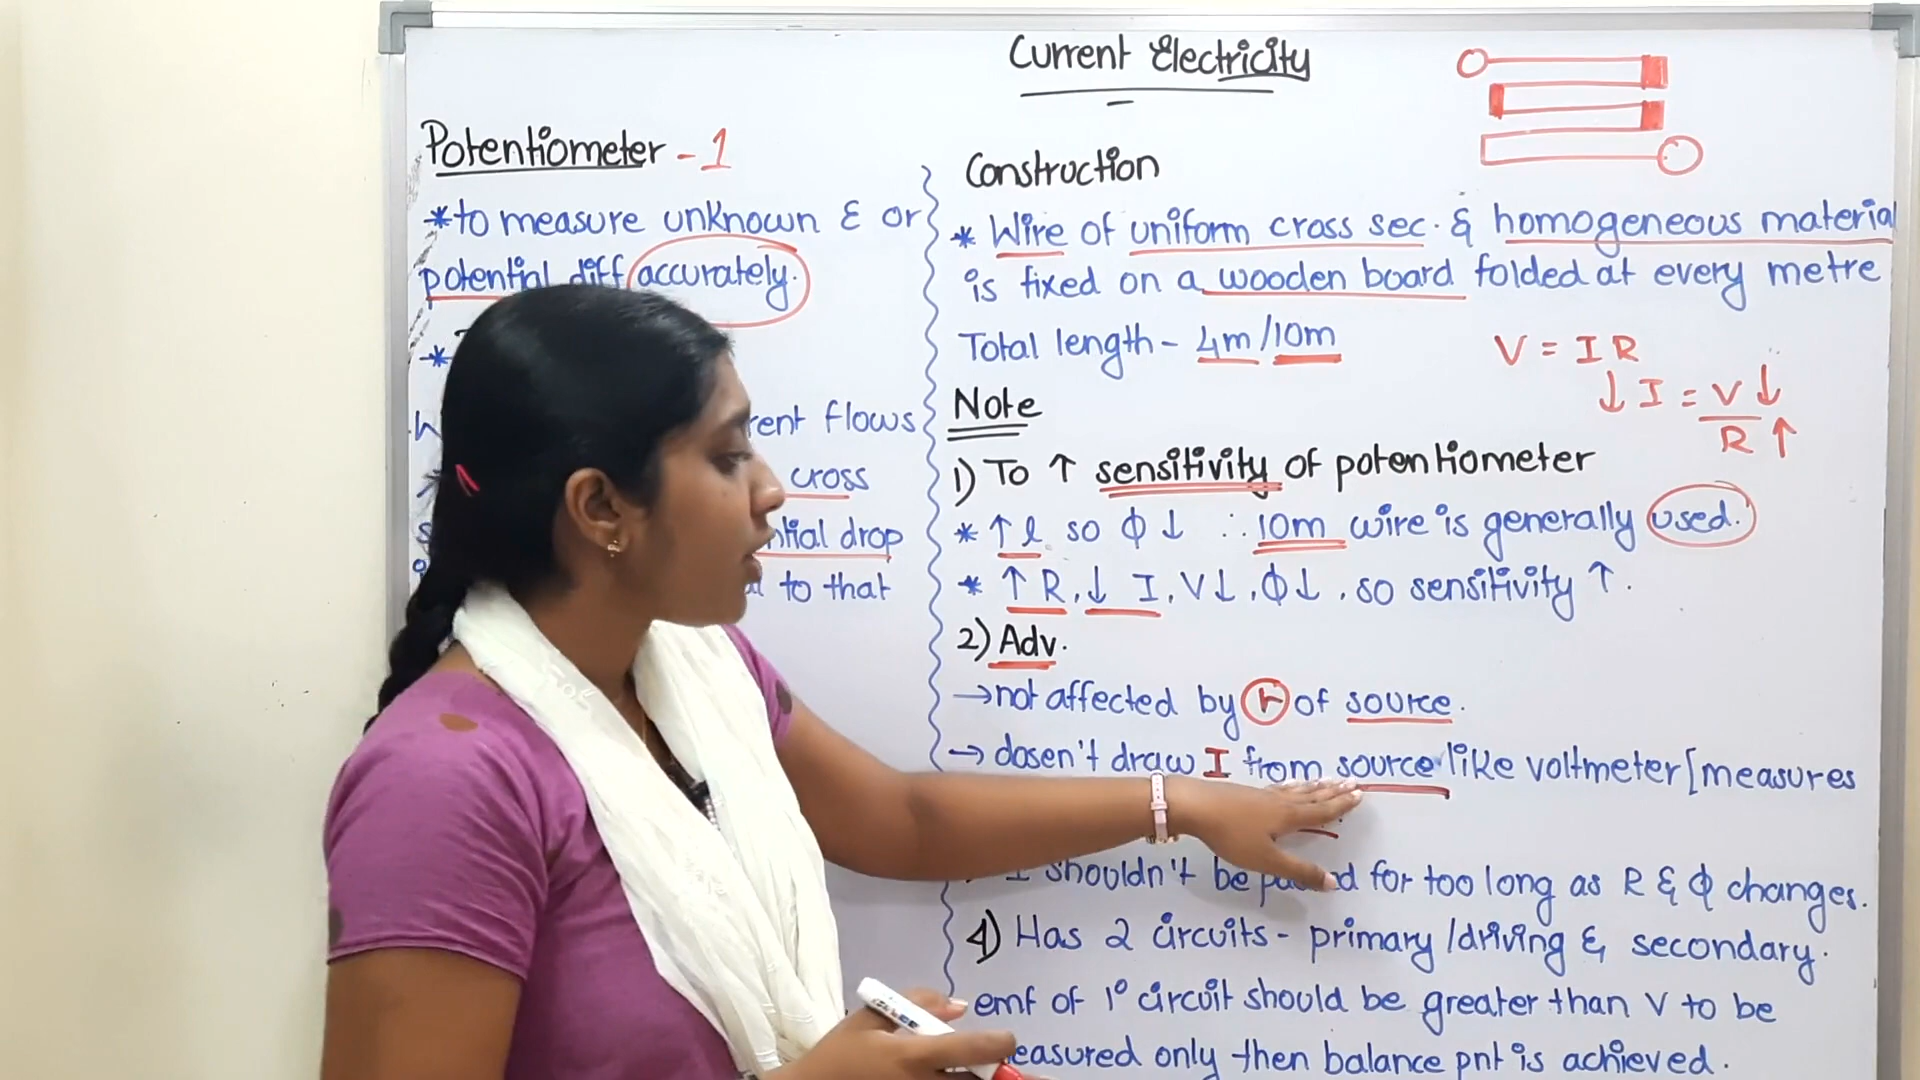 Current Electricity
Potentiometer - 1
* to measure unknown ε or
potential diff accurately.
*
rent flows
cross
ntial drop
to that
Construction
* Wire of uniform cross sec. & homogeneous material
is fixed on a wooden board folded at every metre
Total length - 4m/10m
V = IR
↓ I = V ↓
R ↑
Note
1) To ↑ sensitivity of potentiometer
* ↑ l so ϕ ↓ ∴ 10m wire is generally used.
* ↑ R, ↓ I, V↓, ϕ↓, so sensitivity ↑.
2) Adv.
→ not affected by r of source.
→ dosen't draw I from source like voltmeter [measures
I shouldn't be for too long as R & ϕ changes.
4) Has 2 circuits - primary/driving & secondary.
emf of 1° circuit should be greater than V to be
easured only then balance pnt is achieved.